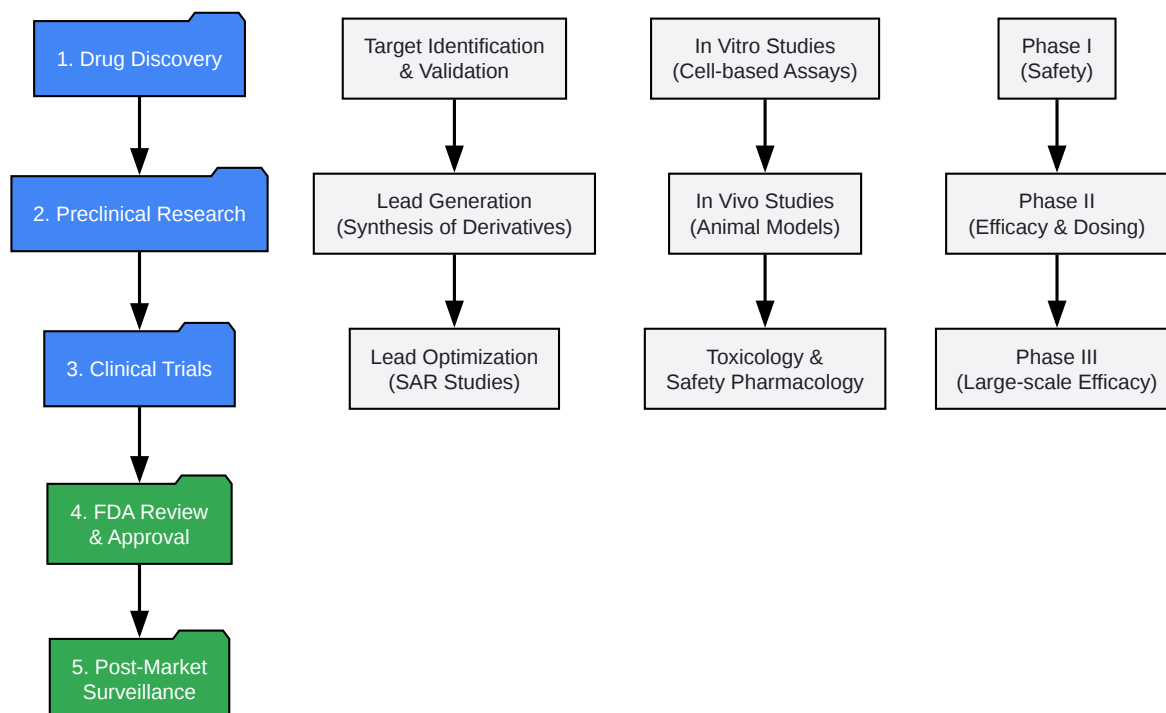 1. Drug Discovery
2. Preclinical Research
3. Clinical Trials
4. FDA Review
& Approval
5. Post-Market
Surveillance
Target Identification
& Validation
Lead Generation
(Synthesis of Derivatives)
Lead Optimization
(SAR Studies)
In Vitro Studies
(Cell-based Assays)
In Vivo Studies
(Animal Models)
Toxicology &
Safety Pharmacology
Phase I
(Safety)
Phase II
(Efficacy & Dosing)
Phase III
(Large-scale Efficacy)